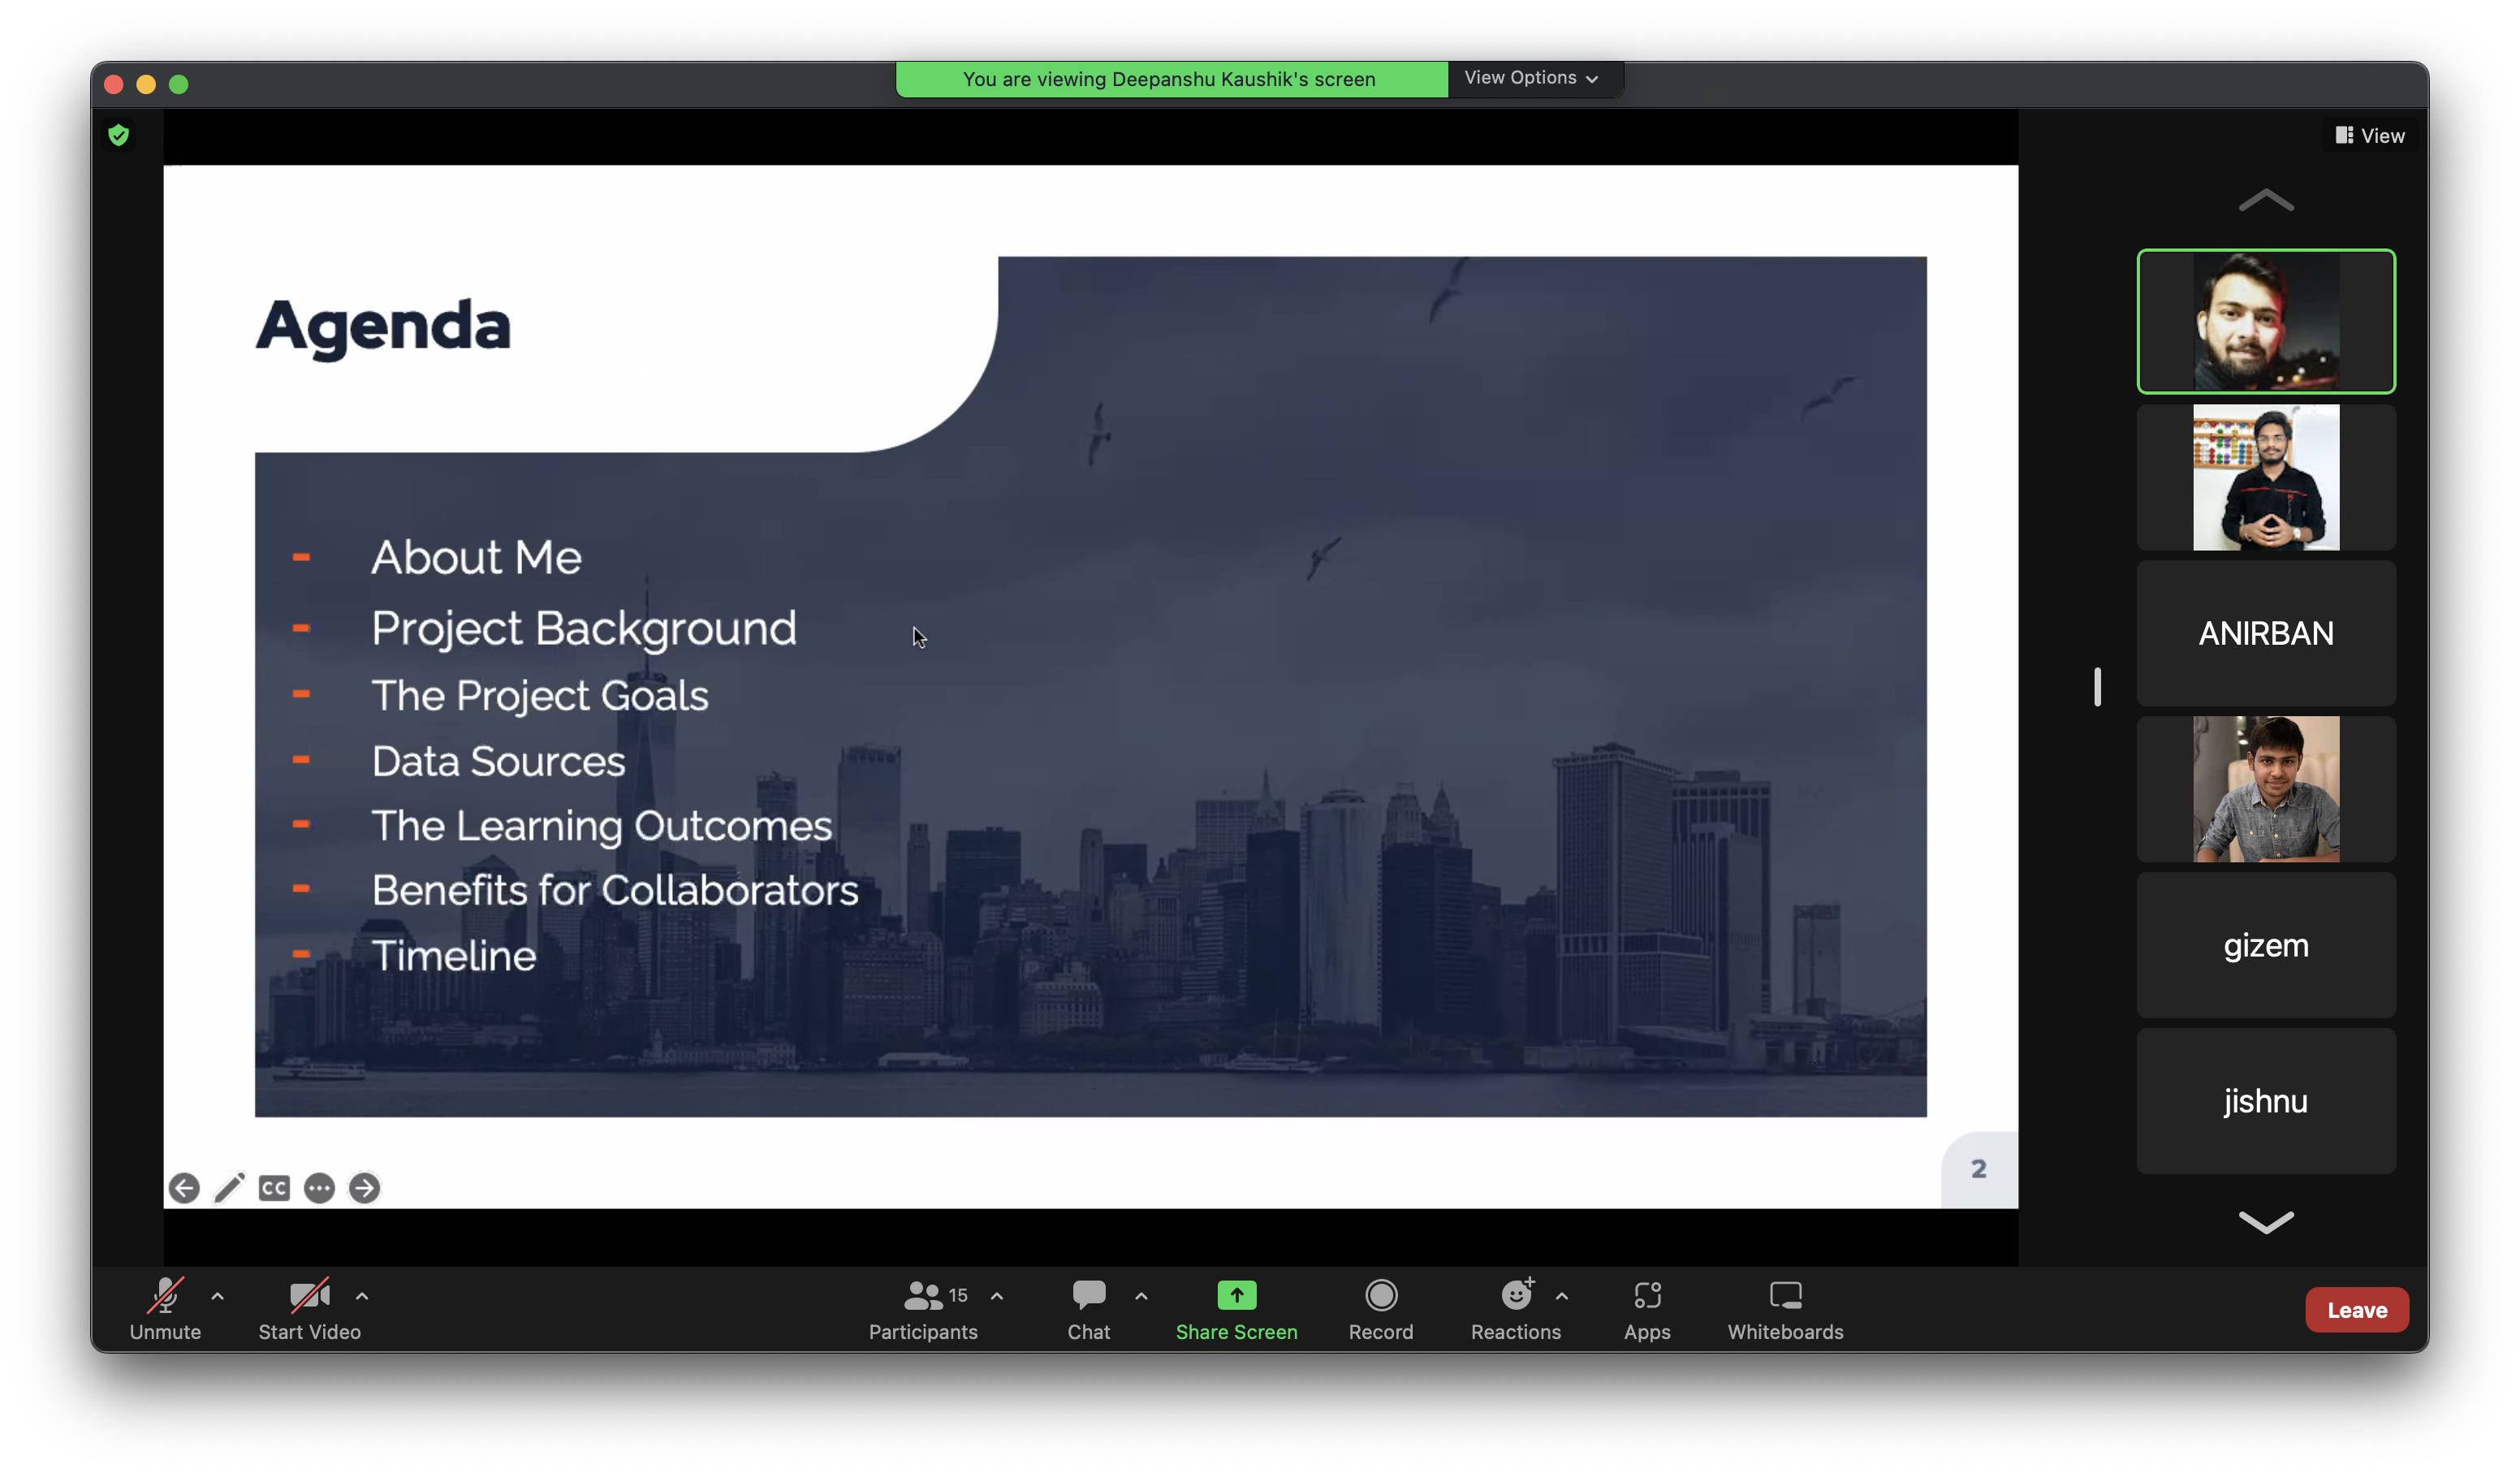 You are viewing Deepanshu Kaushik's screen
View Options
View
Agenda
About Me
Project Background
The Project Goals
Data Sources
The Learning Outcomes
Benefits for Collaborators
Timeline
CC
2
ANIRBAN
gizem
jishnu
Unmute
Start Video
15
Participants
Chat
Share Screen
Record
Reactions
Apps
Whiteboards
Leave